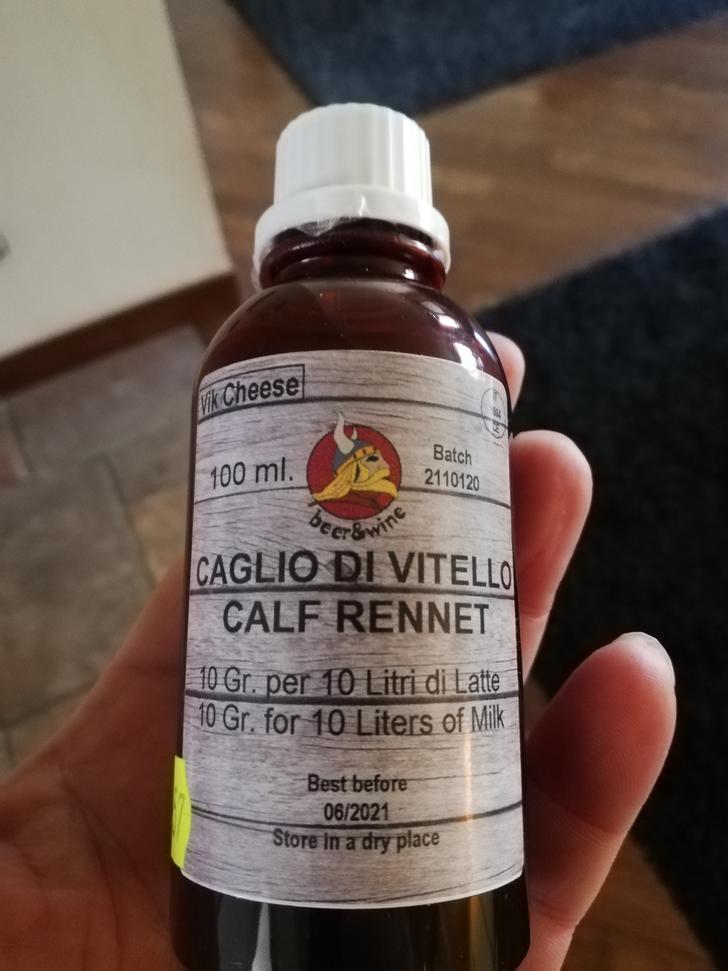 Vik Cheese
100 ml.
beer&wine
Batch
2110120
CAGLIO DI VITELLO
CALF RENNET
10 Gr. per 10 Litri di Latte
10 Gr. for 10 Liters of Milk
Best before
06/2021
Store in a dry place